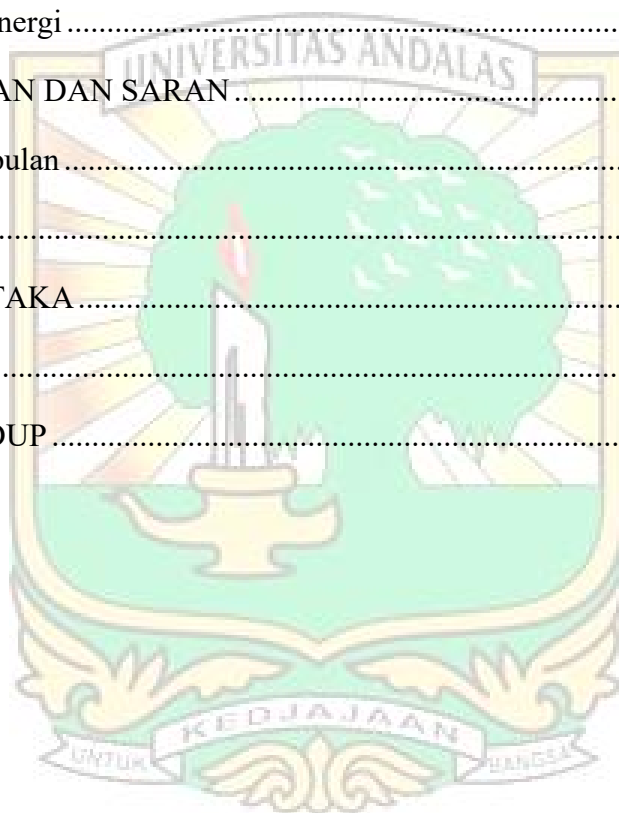 nergi ..........................................................................
UNIVERSITAS ANDALAS
AN DAN SARAN ..................................................
pulan ..........................................................................
..................................................................................
TAKA .......................................................................
..................................................................................
DUP ...........................................................................
UNTUK KEDJAJAAN BANGSA